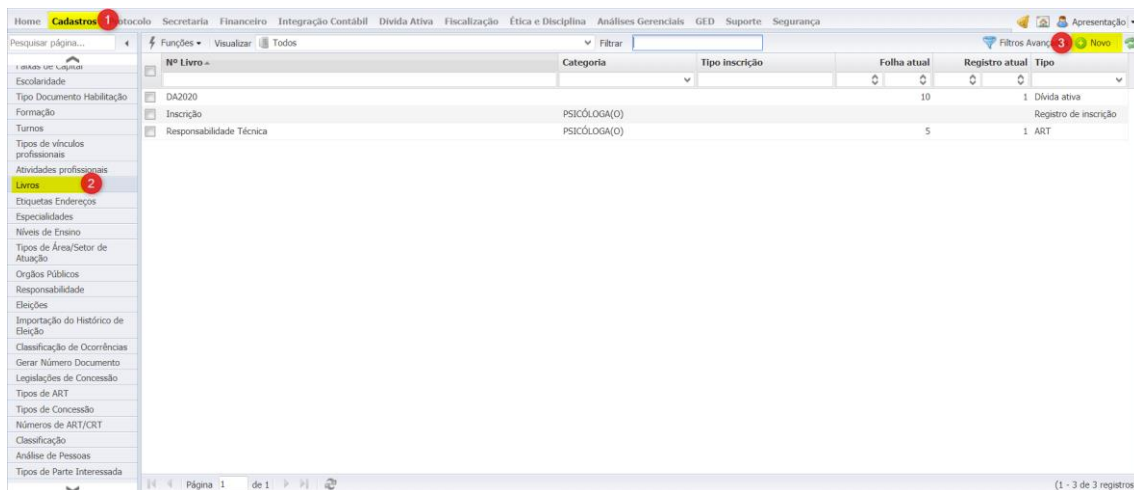 Home Cadastros 1 otocolo Secretaria Financeiro Integração Contábil Dívida Ativa Fiscalização Ética e Disciplina Análises Gerenciais GED Suporte Segurança Apresentação
Pesquisar página... Funções Visualizar Todos Filtrar Filtros Avanç 3 Novo
Faixas de Capital
Nº Livro Categoria Tipo inscrição Folha atual Registro atual Tipo
Escolaridade
Tipo Documento Habilitação
DA2020 10 1 Dívida ativa
Formação
Inscrição PSICÓLOGA(O) Registro de inscrição
Turnos
Responsabilidade Técnica PSICÓLOGA(O) 5 1 ART
Tipos de vínculos
profissionais
Atividades profissionais
Livros 2
Etiquetas Endereços
Especialidades
Níveis de Ensino
Tipos de Área/Setor de
Atuação
Orgãos Públicos
Responsabilidade
Eleições
Importação do Histórico de
Eleição
Classificação de Ocorrências
Gerar Número Documento
Legislações de Concessão
Tipos de ART
Tipos de Concessão
Números de ART/CRT
Classificação
Análise de Pessoas
Tipos de Parte Interessada
Página 1 de 1 (1 - 3 de 3 registros